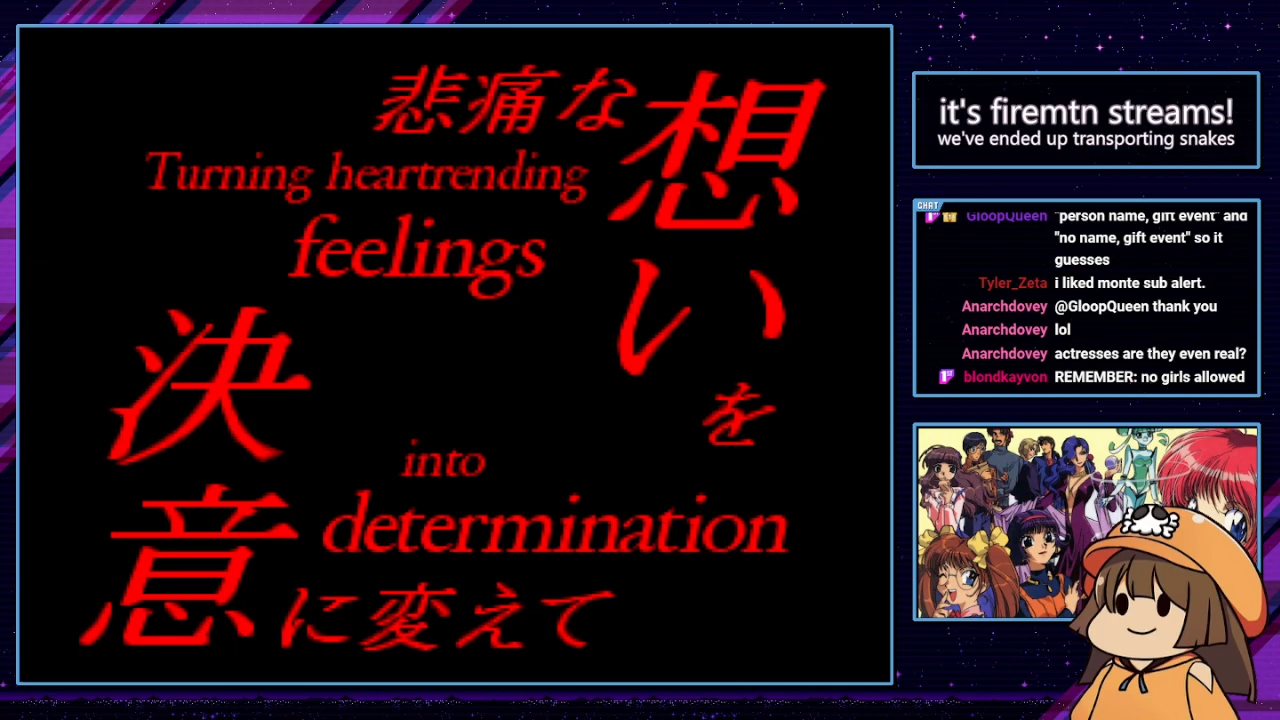 悲痛な想いを
Turning heartrending
feelings
決意に変えて
into
determination
it's firemtn streams!
we've ended up transporting snakes
CHAT
GloopQueen "person name, gift event" and
"no name, gift event" so it
guesses
Tyler_Zeta i liked monte sub alert.
Anarchdovey @GloopQueen thank you
Anarchdovey lol
Anarchdovey actresses are they even real?
blondkayvon REMEMBER: no girls allowed